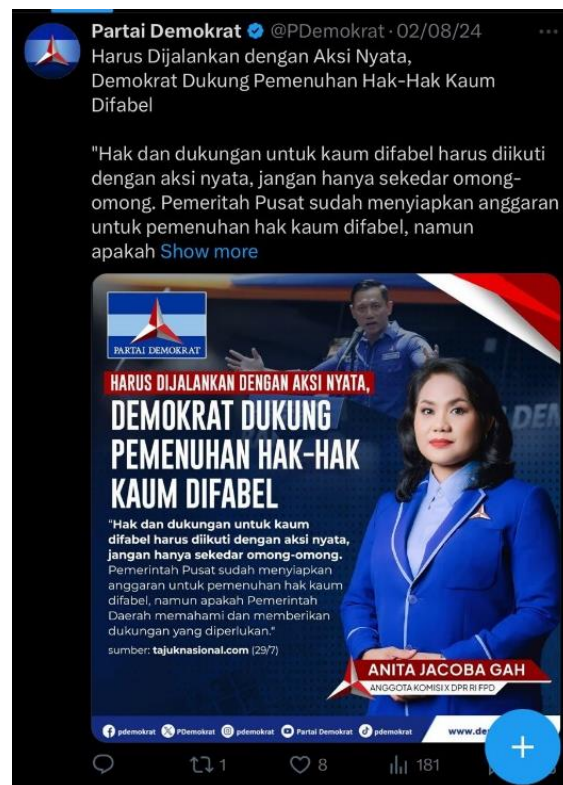 Partai Demokrat @PDemokrat · 02/08/24
Harus Dijalankan dengan Aksi Nyata,
Demokrat Dukung Pemenuhan Hak-Hak Kaum
Difabel
"Hak dan dukungan untuk kaum difabel harus diikuti
dengan aksi nyata, jangan hanya sekedar omong-
omong. Pemeritah Pusat sudah menyiapkan anggaran
untuk pemenuhan hak kaum difabel, namun
apakah Show more
PARTAI DEMOKRAT
HARUS DIJALANKAN DENGAN AKSI NYATA,
DEMOKRAT DUKUNG
PEMENUHAN HAK-HAK
KAUM DIFABEL
"Hak dan dukungan untuk kaum
difabel harus diikuti dengan aksi nyata,
jangan hanya sekedar omong-omong.
Pemerintah Pusat sudah menyiapkan
anggaran untuk pemenuhan hak kaum
difabel, namun apakah Pemerintah
Daerah memahami dan memberikan
dukungan yang diperlukan."
sumber: tajuknasional.com (29/7)
ANITA JACOBA GAH
ANGGOTA KOMISI X DPR RI FPD
pdemokrat PDemokrat pdemokrat Partai Demokrat pdemokrat
1 8 181